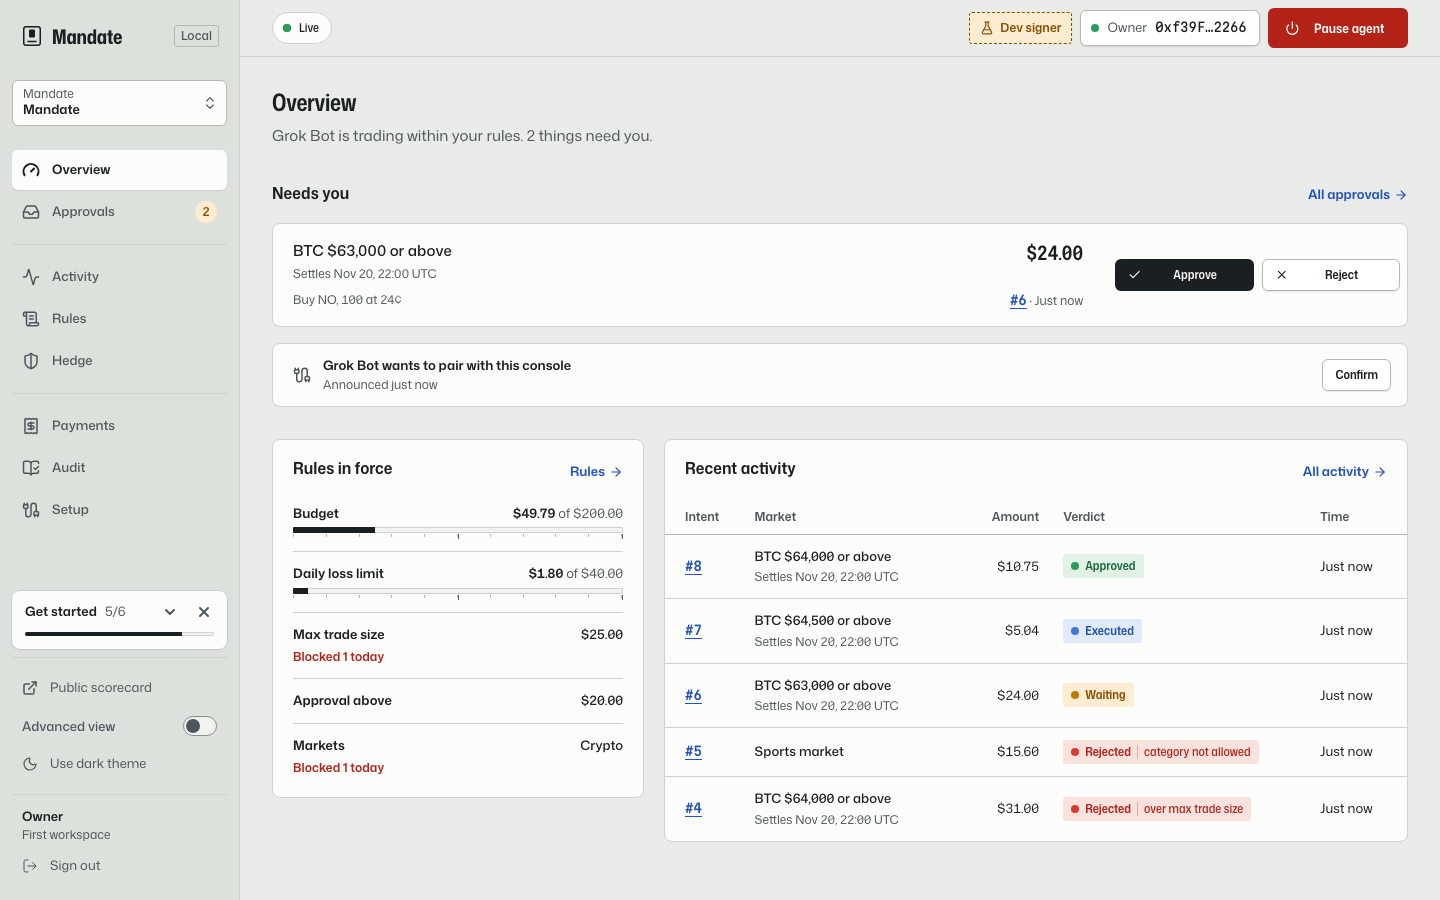 Mandate
Local
Mandate
Mandate
Overview
Approvals
2
Activity
Rules
Hedge
Payments
Audit
Setup
Get started 5/6
Public scorecard
Advanced view
Use dark theme
Owner
First workspace
Sign out
Live
Dev signer
Owner 0xf39F…2266
Pause agent
Overview
Grok Bot is trading within your rules. 2 things need you.
Needs you
All approvals →
BTC $63,000 or above
Settles Nov 20, 22:00 UTC
Buy NO, 100 at 24¢
$24.00
#6 · Just now
Approve
Reject
Grok Bot wants to pair with this console
Announced just now
Confirm
Rules in force
Rules →
Budget
$49.79 of $200.00
Daily loss limit
$1.80 of $40.00
Max trade size
$25.00
Blocked 1 today
Approval above
$20.00
Markets
Crypto
Blocked 1 today
Recent activity
All activity →
Intent Market Amount Verdict Time
#8 BTC $64,000 or above $10.75 Approved Just now
Settles Nov 20, 22:00 UTC
#7 BTC $64,500 or above $5.04 Executed Just now
Settles Nov 20, 22:00 UTC
#6 BTC $63,000 or above $24.00 Waiting Just now
Settles Nov 20, 22:00 UTC
#5 Sports market $15.60 Rejected category not allowed Just now
#4 BTC $64,000 or above $31.00 Rejected over max trade size Just now
Settles Nov 20, 22:00 UTC